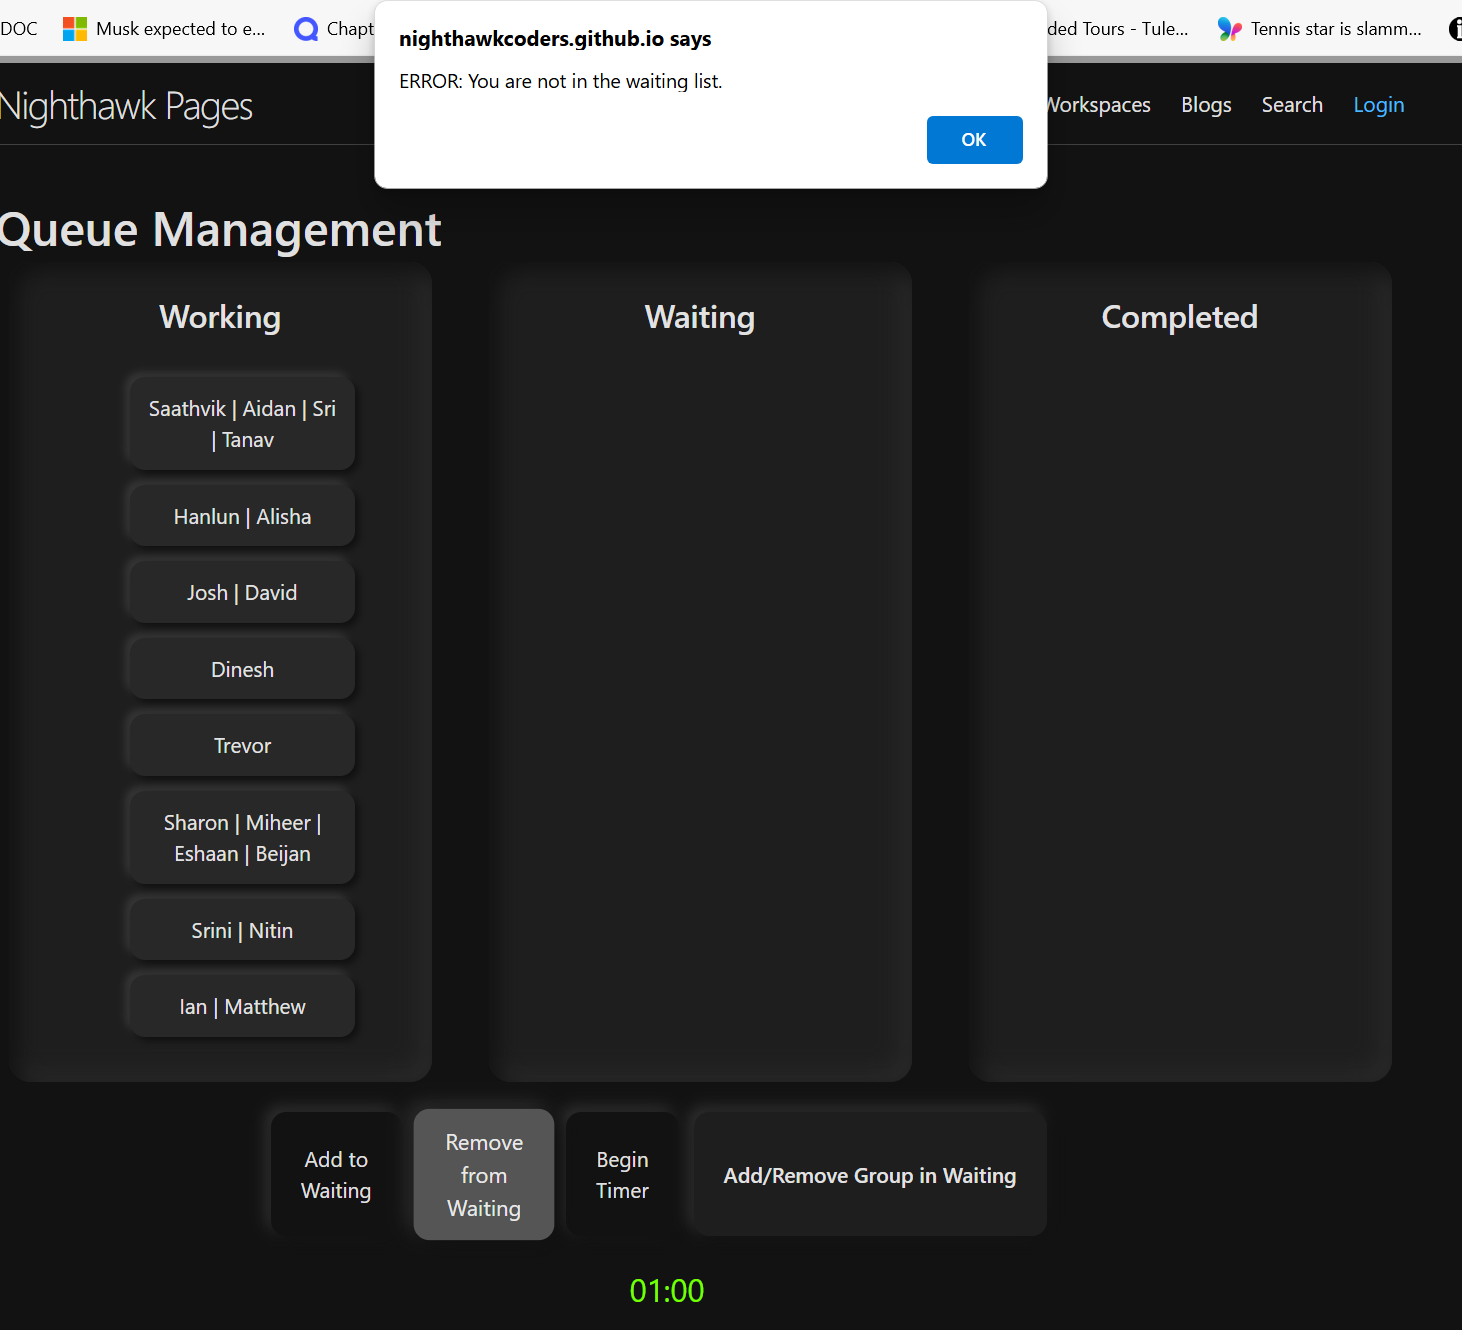 DOC
Musk expected to e...
Chapt
ded Tours - Tule...
Tennis star is slamm...
nighthawkcoders.github.io says
ERROR: You are not in the waiting list.
OK
Nighthawk Pages
Workspaces
Blogs
Search
Login
Queue Management
Working
Saathvik | Aidan | Sri
| Tanav
Hanlun | Alisha
Josh | David
Dinesh
Trevor
Sharon | Miheer |
Eshaan | Beijan
Srini | Nitin
Ian | Matthew
Waiting
Completed
Add to
Waiting
Remove
from
Waiting
Begin
Timer
Add/Remove Group in Waiting
01:00